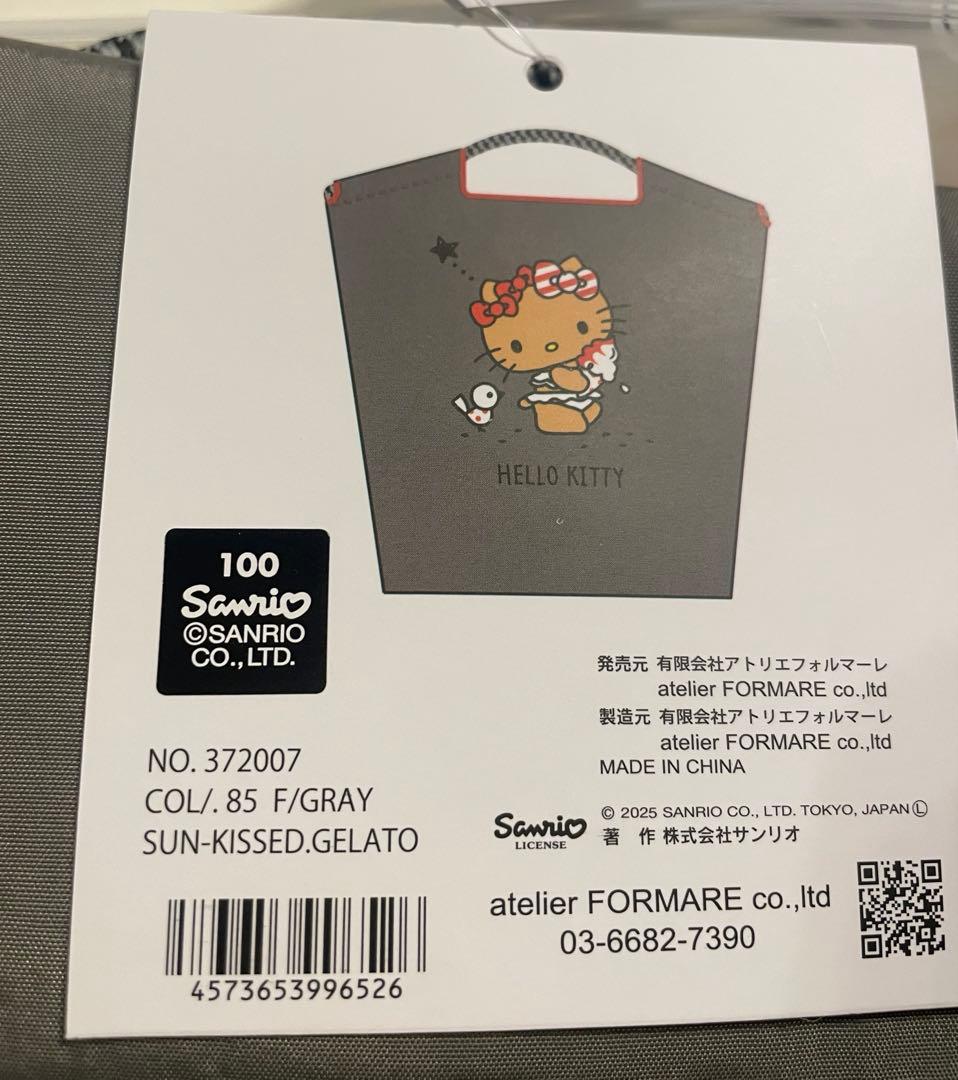 HELLO KITTY
100
Sanrio
©SANRIO
CO.,LTD.
発売元 有限会社アトリエフォルマーレ
atelier FORMARE co.,ltd
製造元 有限会社アトリエフォルマーレ
atelier FORMARE co.,ltd
MADE IN CHINA
NO. 372007
COL/. 85 F/GRAY
SUN-KISSED.GELATO
Sanrio
LICENSE
© 2025 SANRIO CO., LTD. TOKYO, JAPAN Ⓛ
著 作 株式会社サンリオ
atelier FORMARE co.,ltd
03-6682-7390
4573653996526